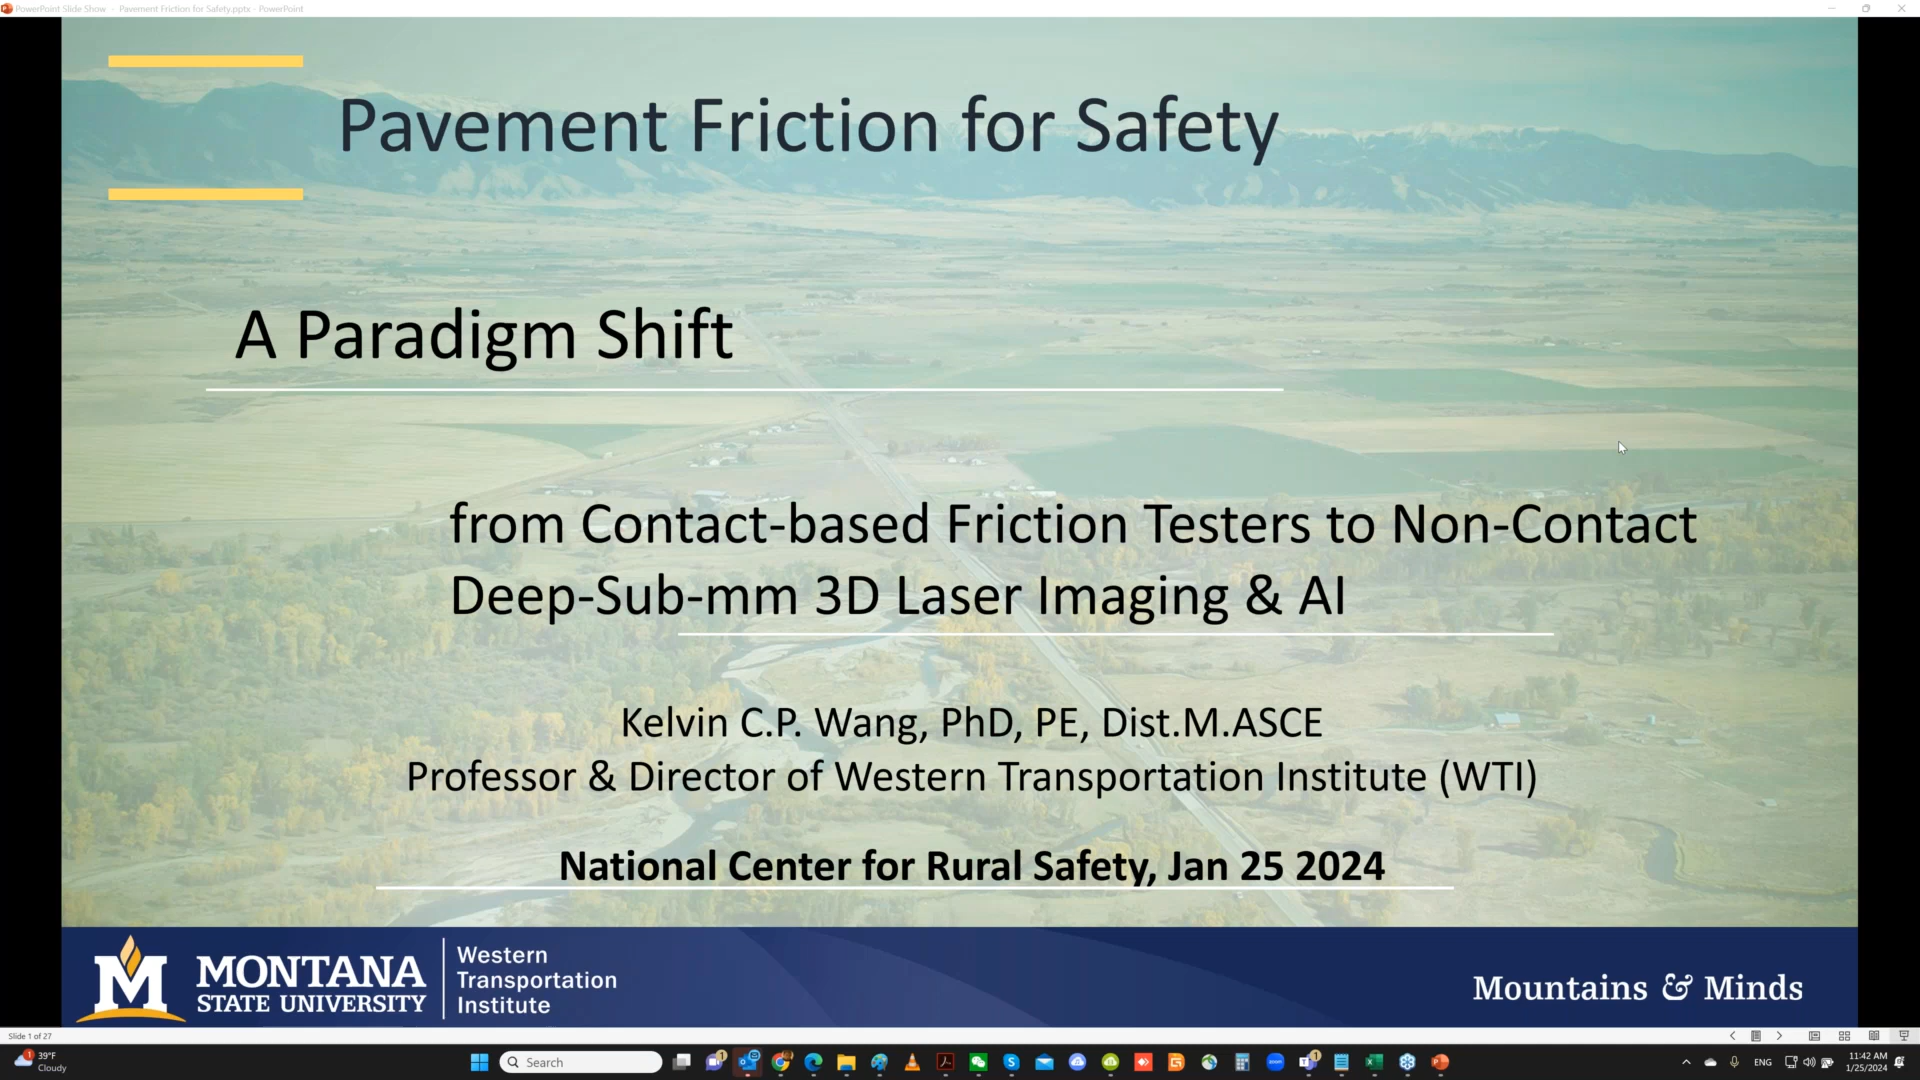 PowerPoint Slide Show - Pavement Friction for Safety.pptx - PowerPoint
Pavement Friction for Safety
A Paradigm Shift
from Contact-based Friction Testers to Non-Contact
Deep-Sub-mm 3D Laser Imaging & AI
Kelvin C.P. Wang, PhD, PE, Dist.M.ASCE
Professor & Director of Western Transportation Institute (WTI)
National Center for Rural Safety, Jan 25 2024
M MONTANA
STATE UNIVERSITY
Western
Transportation
Institute
Mountains & Minds
Slide 1 of 27
1
39°F
Cloudy
Search
1
1
ENG
11:42 AM
1/25/2024